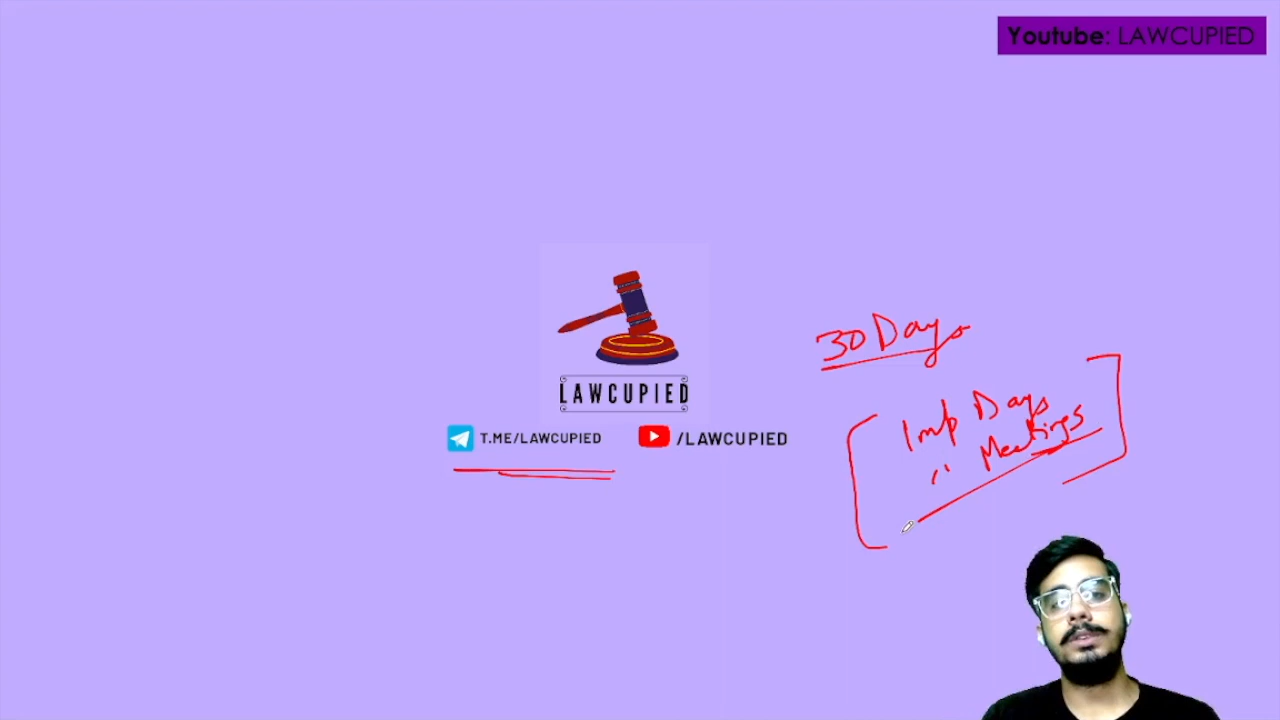 Youtube: LAWCUPIED
30 Days
Imp Days
" Meetings
LAWCUPIED
T.ME/LAWCUPIED
/LAWCUPIED